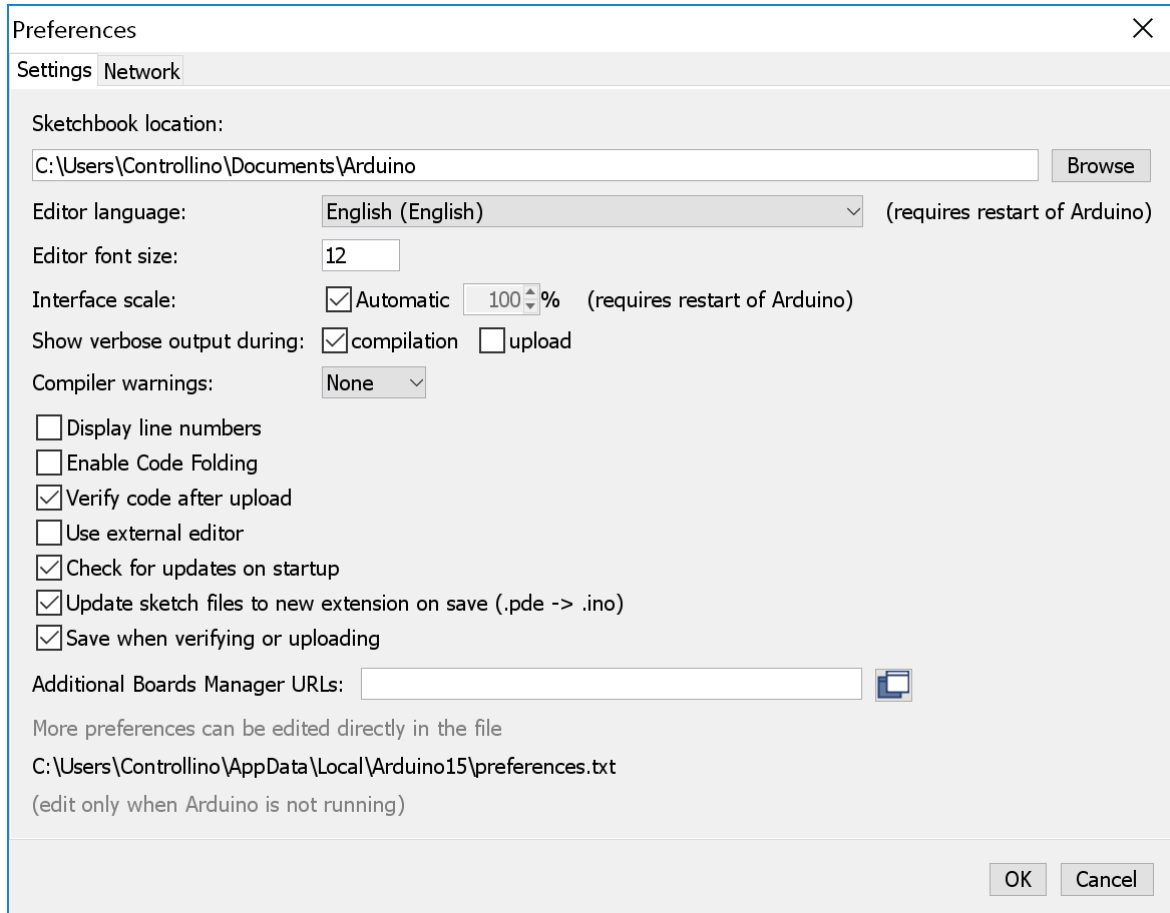 Preferences
Settings Network
Sketchbook location:
C:\Users\Controllino\Documents\Arduino Browse
Editor language: English (English) (requires restart of Arduino)
Editor font size: 12
Interface scale: Automatic 100 % (requires restart of Arduino)
Show verbose output during: compilation upload
Compiler warnings: None
Display line numbers
Enable Code Folding
Verify code after upload
Use external editor
Check for updates on startup
Update sketch files to new extension on save (.pde -> .ino)
Save when verifying or uploading
Additional Boards Manager URLs:
More preferences can be edited directly in the file
C:\Users\Controllino\AppData\Local\Arduino15\preferences.txt
(edit only when Arduino is not running)
OK Cancel